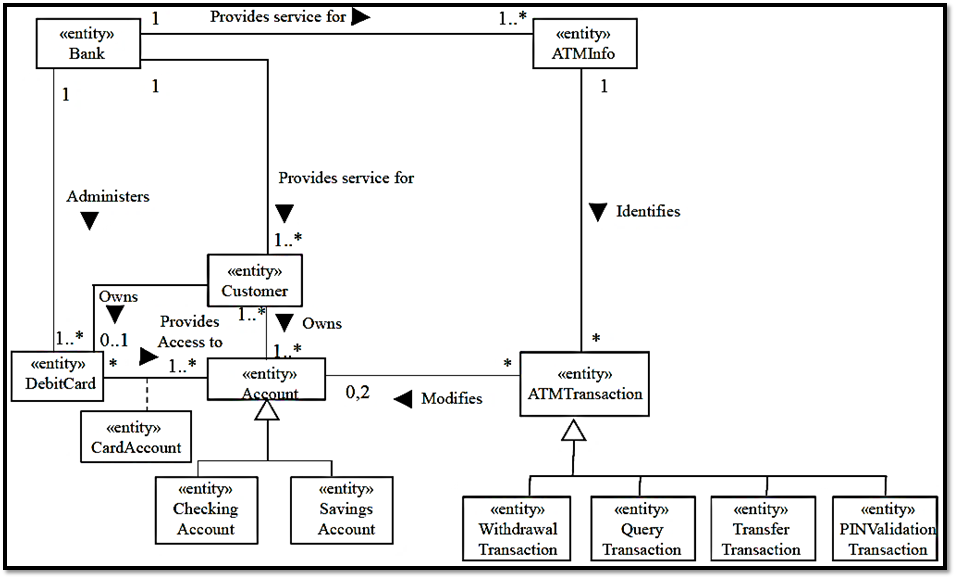 1
Provides service for
1..*
«entity»
Bank
«entity»
ATMInfo
1
1
1
Provides service for
Administers
Identifies
1..*
«entity»
Customer
Owns
1..*
Owns
Provides
Access to
1..*
0..1
1..*
*
«entity»
DebitCard
*
1..*
«entity»
Account
0,2
Modifies
*
«entity»
ATMTransaction
«entity»
CardAccount
«entity»
Checking
Account
«entity»
Savings
Account
«entity»
Withdrawal
Transaction
«entity»
Query
Transaction
«entity»
Transfer
Transaction
«entity»
PINValidation
Transaction